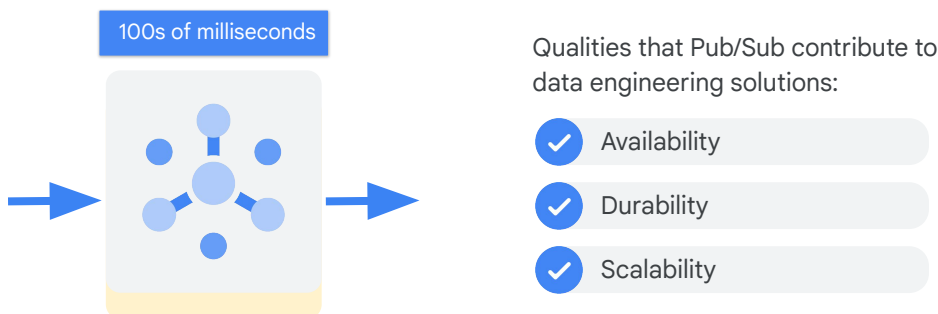 100s of milliseconds
Qualities that Pub/Sub contribute to
data engineering solutions:
Availability
Durability
Scalability